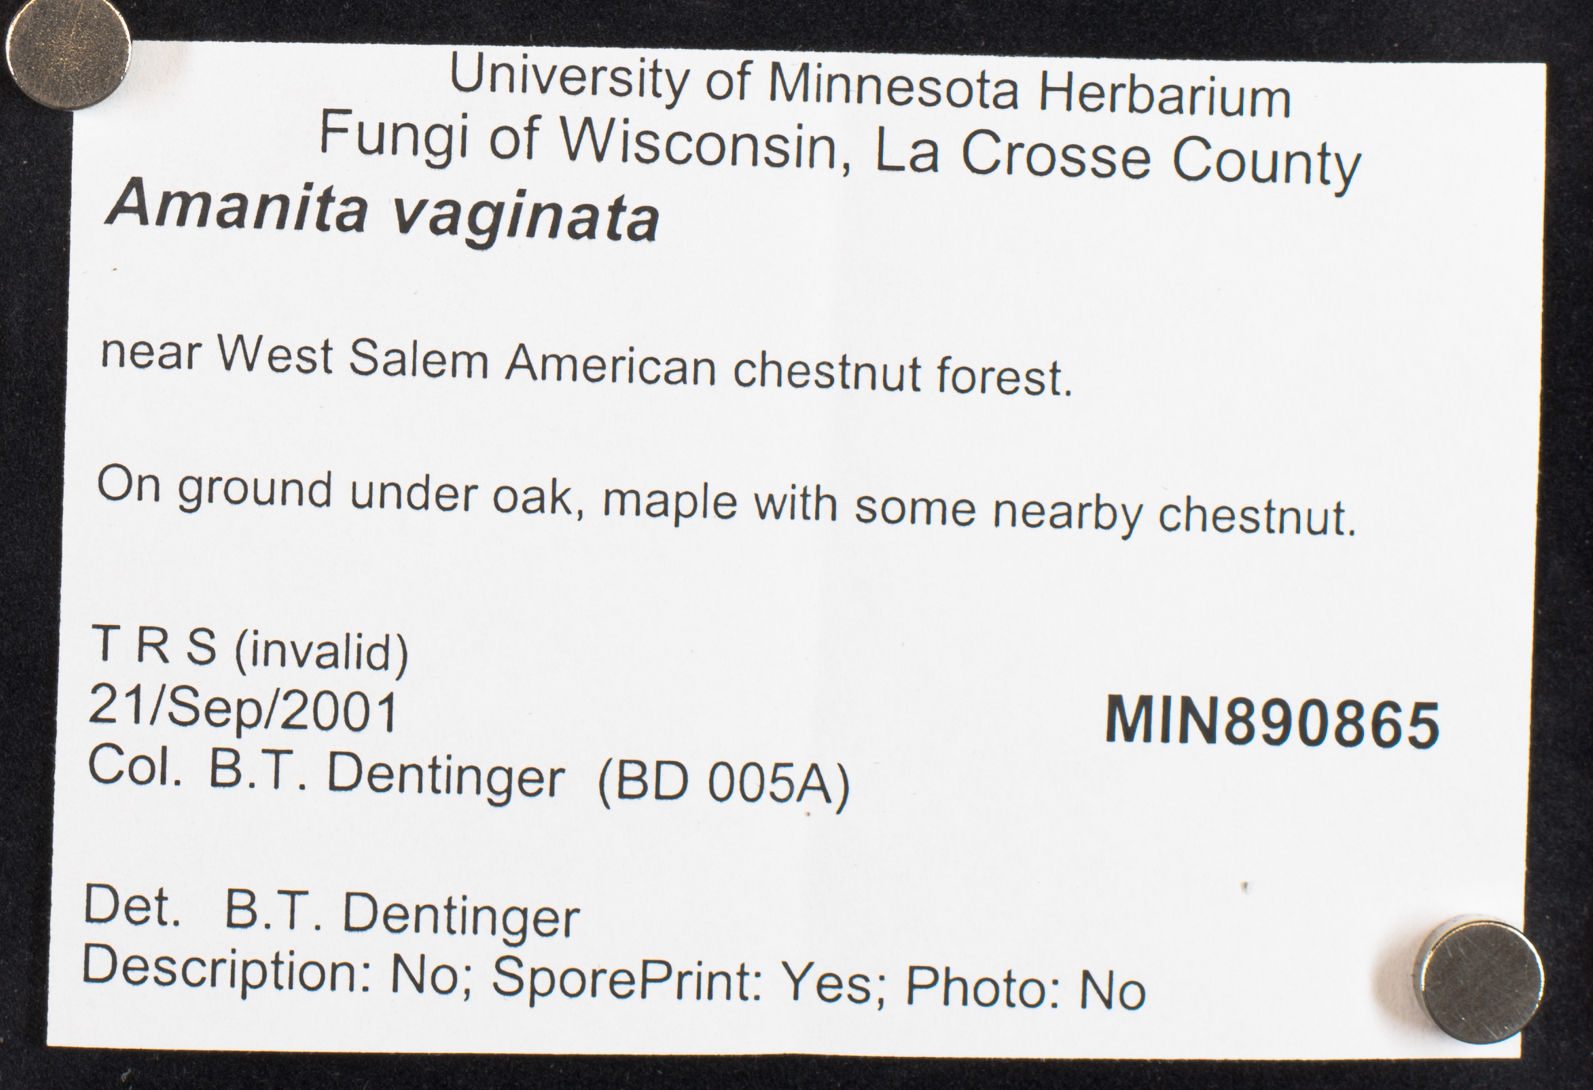 University of Minnesota Herbarium
Fungi of Wisconsin, La Crosse County
Amanita vaginata
near West Salem American chestnut forest.
On ground under oak, maple with some nearby chestnut.
T R S (invalid)
21/Sep/2001
MIN890865
Col. B.T. Dentinger (BD 005A)
Det. B.T. Dentinger
Description: No; SporePrint: Yes; Photo: No